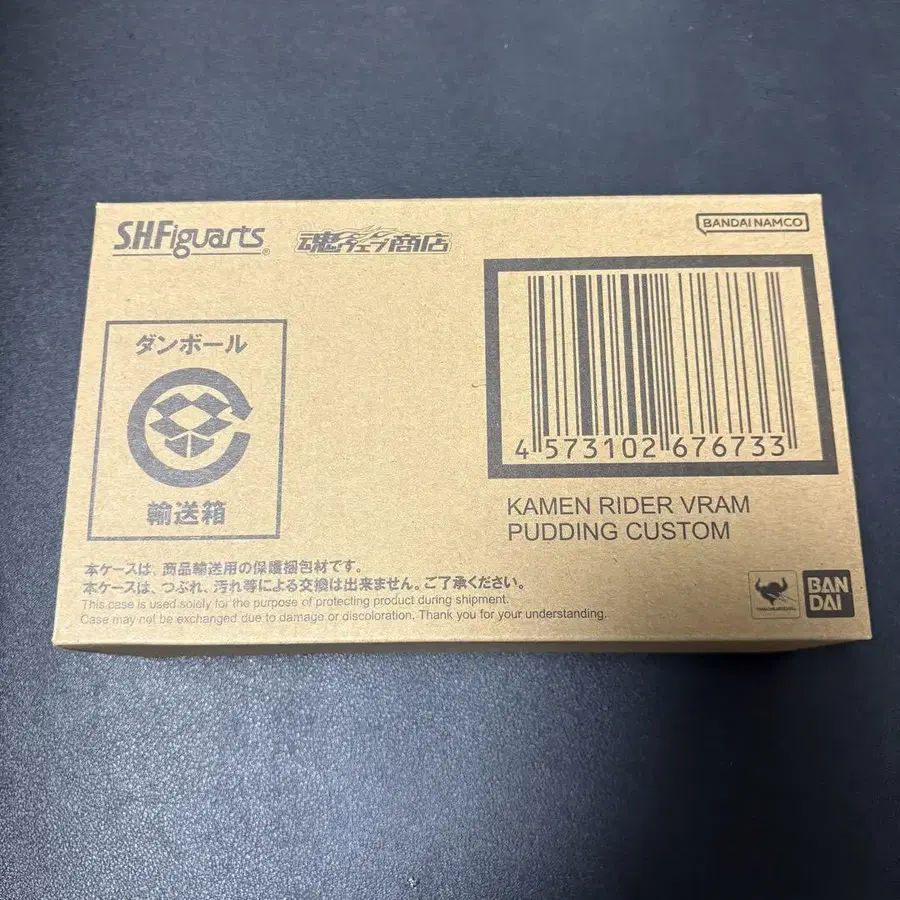 S.H.Figuarts®
魂ウェブ商店
BANDAI NAMCO
ダンボール
輸送箱
4 573102 676733
KAMEN RIDER VRAM
PUDDING CUSTOM
本ケースは、商品輸送用の保護梱包材です。
本ケースは、つぶれ、汚れ等による交換は出来ません。ご了承ください。
This case is used solely for the purpose of protecting product during shipment.
Case may not be exchanged due to damage or discoloration. Thank you for your understanding.
BAN
DAI